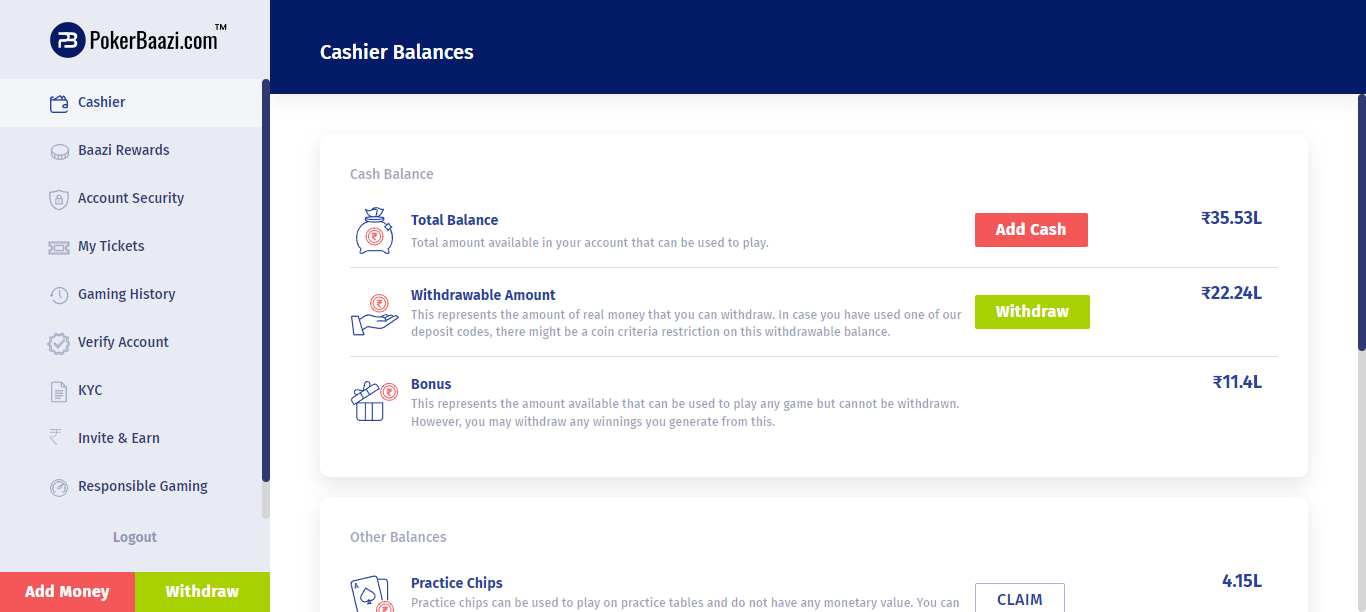 PokerBaazi.com™
Cashier Balances
Cashier
Baazi Rewards
Account Security
My Tickets
Gaming History
Verify Account
KYC
Invite & Earn
Responsible Gaming
Logout
Add Money
Withdraw
Cash Balance
Total Balance
Total amount available in your account that can be used to play.
Add Cash
₹35.53L
Withdrawable Amount
This represents the amount of real money that you can withdraw. In case you have used one of our
deposit codes, there might be a coin criteria restriction on this withdrawable balance.
Withdraw
₹22.24L
Bonus
This represents the amount available that can be used to play any game but cannot be withdrawn.
However, you may withdraw any winnings you generate from this.
₹11.4L
Other Balances
Practice Chips
Practice chips can be used to play on practice tables and do not have any monetary value. You can
CLAIM
4.15L